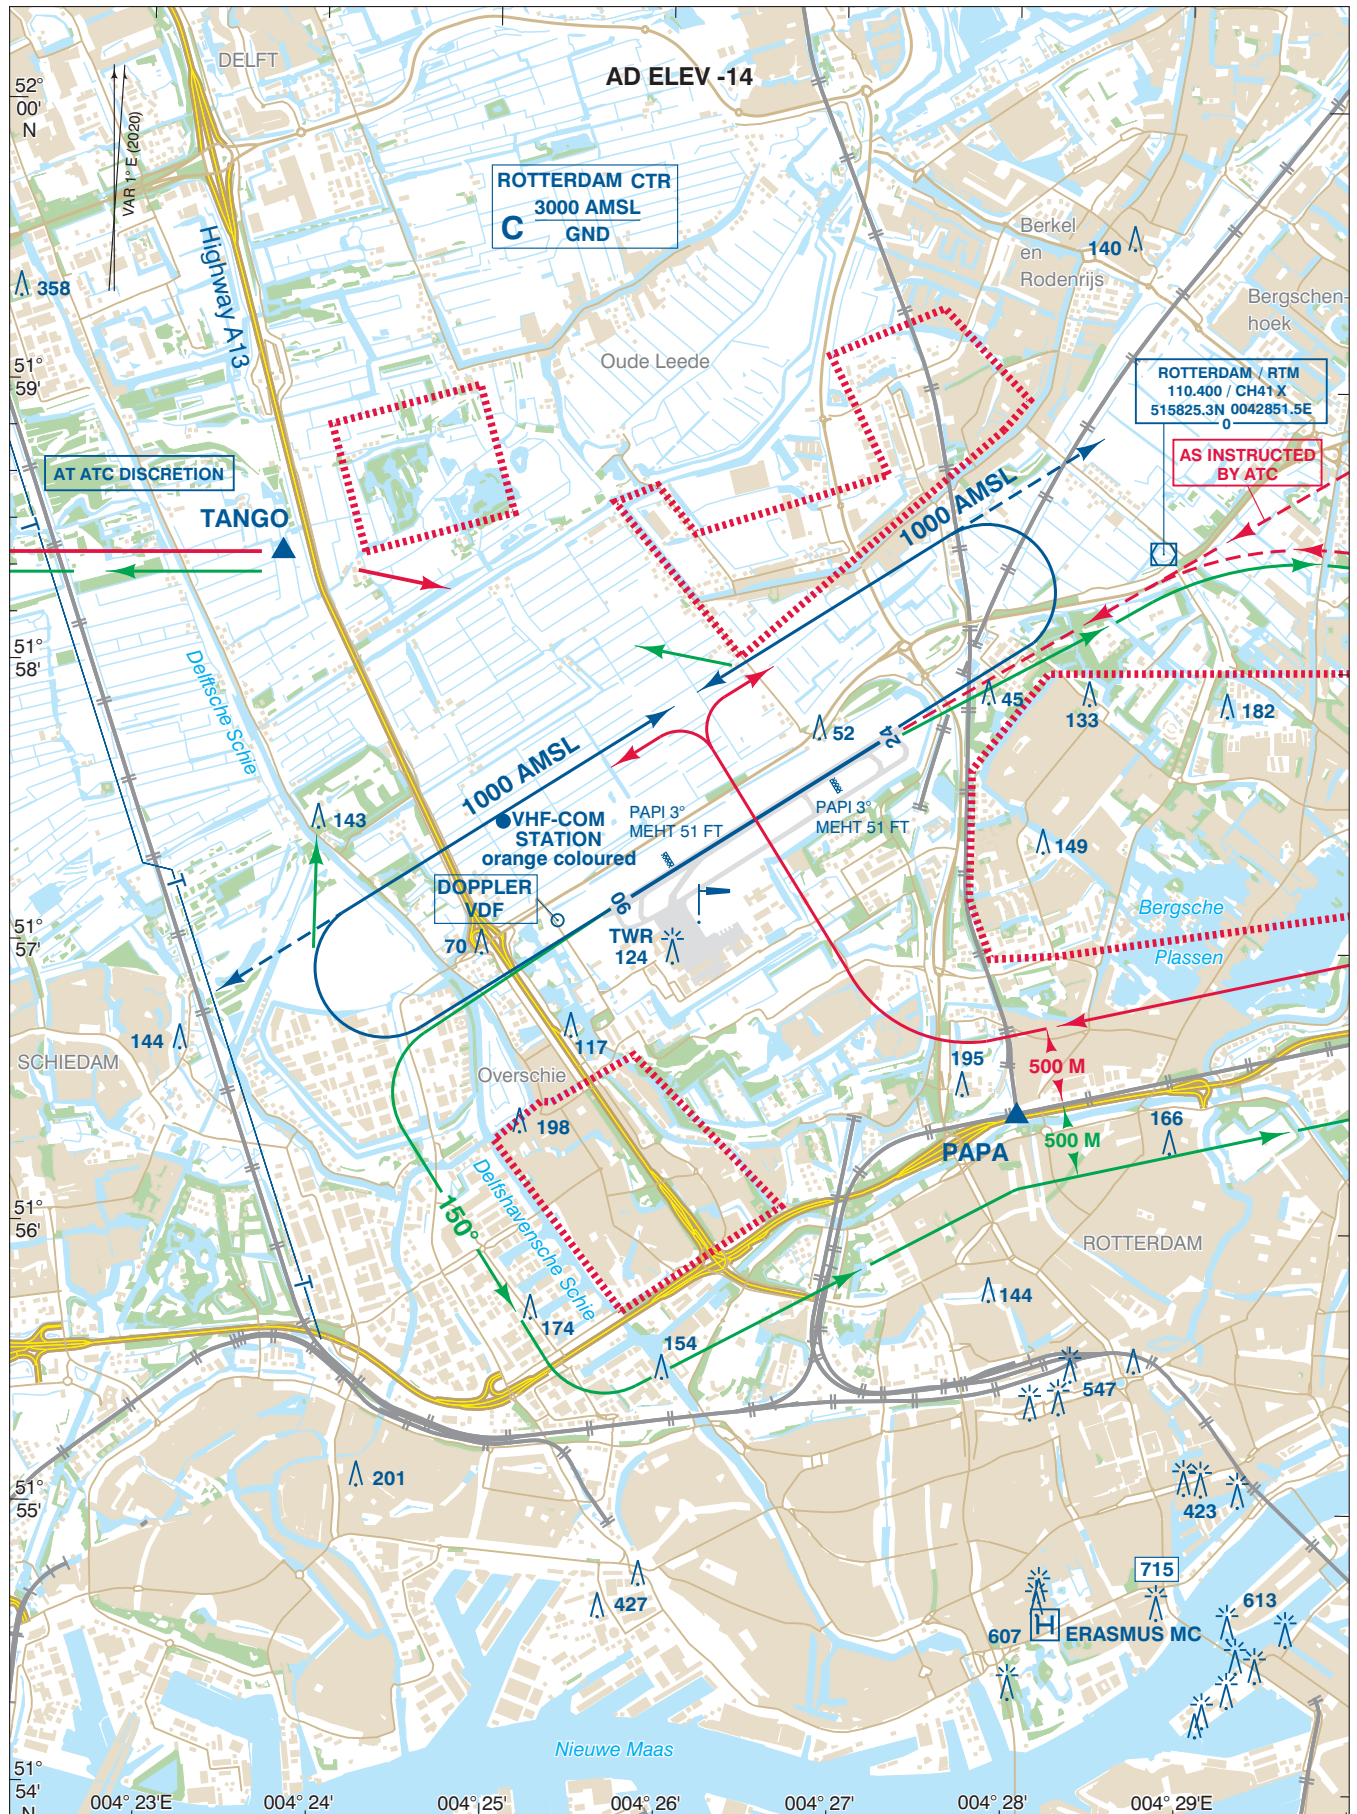 DELFT
AD ELEV -14
52°
00'
N
VAR 1° E (2020)
ROTTERDAM CTR
C 3000 AMSL
GND
Highway A13
358
Berkel
en
Rodenrijs
140
Bergschen-
hoek
51°
59'
Oude Leede
ROTTERDAM / RTM
110.400 / CH41 X
515825.3N 0042851.5E
0
AS INSTRUCTED
BY ATC
AT ATC DISCRETION
TANGO
1000 AMSL
51°
58'
Delftsche Schie
45
133
182
52
24
1000 AMSL
VHF-COM
STATION
orange coloured
PAPI 3°
MEHT 51 FT
PAPI 3°
MEHT 51 FT
143
149
DOPPLER
VDF
06
51°
57'
70
TWR
124
Bergsche
Plassen
144
117
SCHIEDAM
Overschie
195
500 M
198
166
500 M
PAPA
Delfshavensche Schie
150°
51°
56'
ROTTERDAM
144
174
154
547
201
51°
55'
423
715
427
613
607
H ERASMUS MC
Nieuwe Maas
51°
54'
N
004° 23'E
004° 24'
004° 25'
004° 26'
004° 27'
004° 28'
004° 29'E
T
T
T